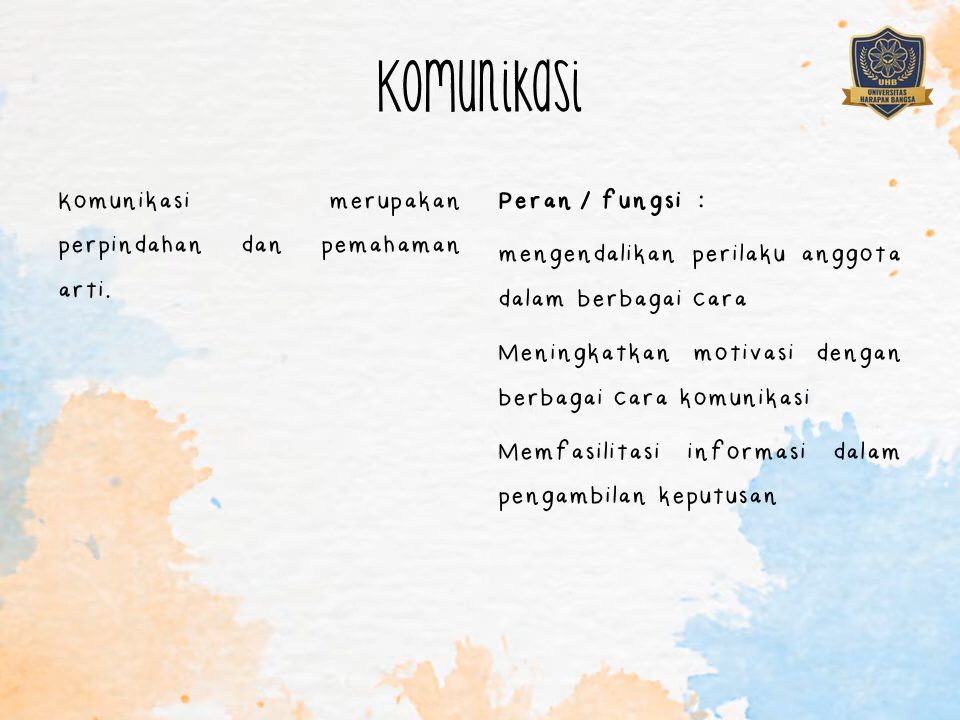 Komunikasi
UHB
UNIVERSITAS
HARAPAN BANGSA
Komunikasi merupakan
perpindahan dan pemahaman
arti.
Peran / fungsi :
mengendalikan perilaku anggota
dalam berbagai cara
Meningkatkan motivasi dengan
berbagai cara komunikasi
Memfasilitasi informasi dalam
pengambilan keputusan